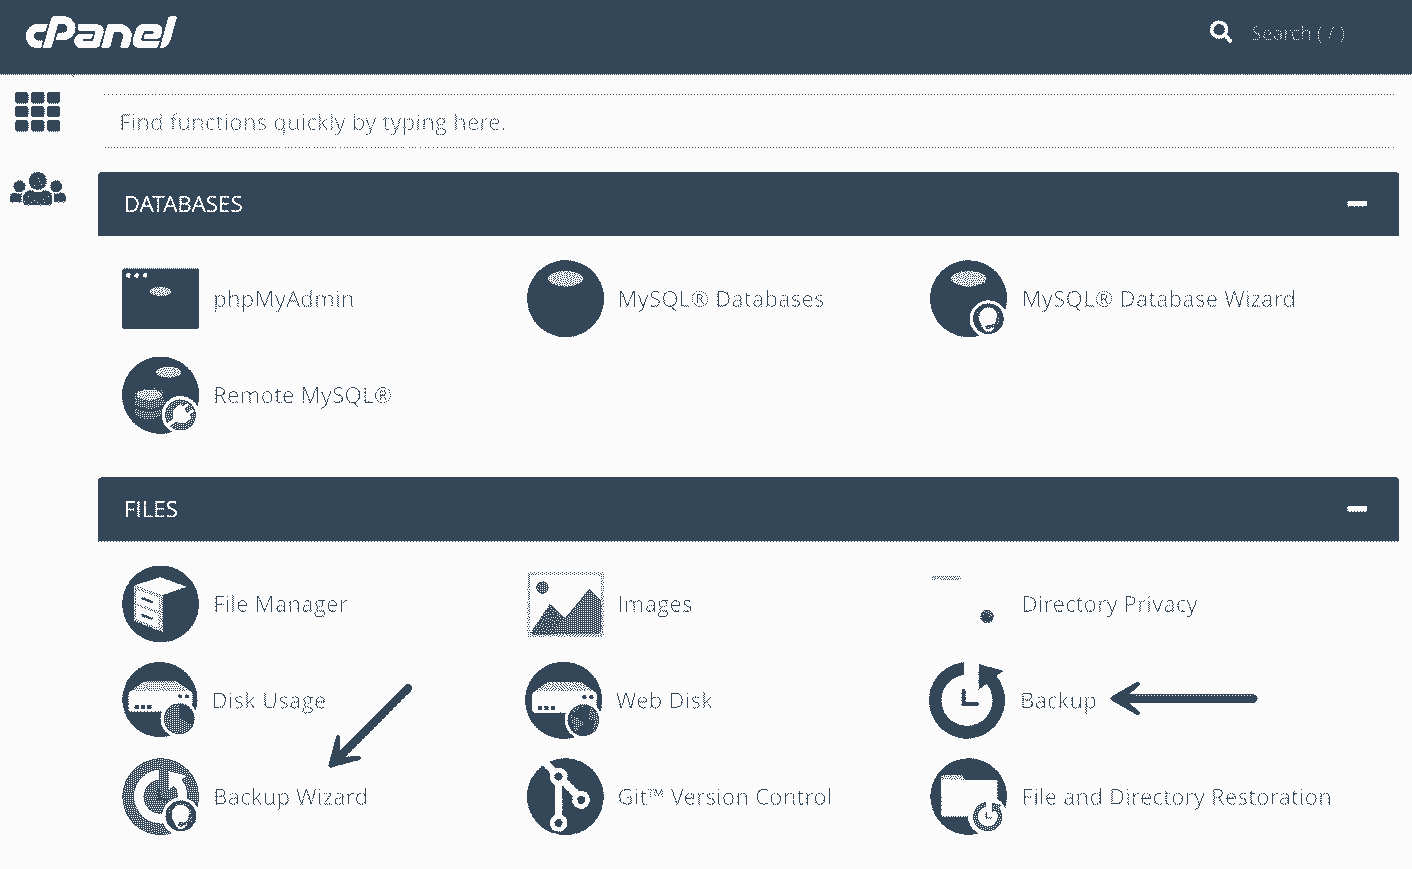 cPanel
Search ( / )
Find functions quickly by typing here.
DATABASES
phpMyAdmin
MySQL® Databases
MySQL® Database Wizard
Remote MySQL®
FILES
File Manager
Images
Directory Privacy
Disk Usage
Web Disk
Backup
Backup Wizard
Git™ Version Control
File and Directory Restoration